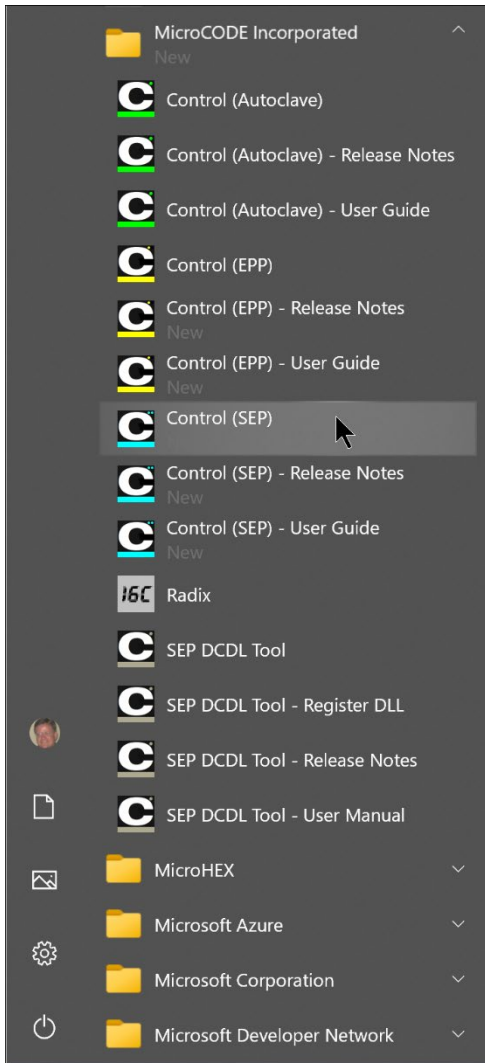 MicroCODE Incorporated
New
C Control (Autoclave)
C Control (Autoclave) - Release Notes
C Control (Autoclave) - User Guide
C Control (EPP)
C Control (EPP) - Release Notes
New
C Control (EPP) - User Guide
New
C Control (SEP)
C Control (SEP) - Release Notes
New
C Control (SEP) - User Guide
New
16C Radix
C SEP DCDL Tool
C SEP DCDL Tool - Register DLL
C SEP DCDL Tool - Release Notes
C SEP DCDL Tool - User Manual
MicroHEX
Microsoft Azure
Microsoft Corporation
Microsoft Developer Network